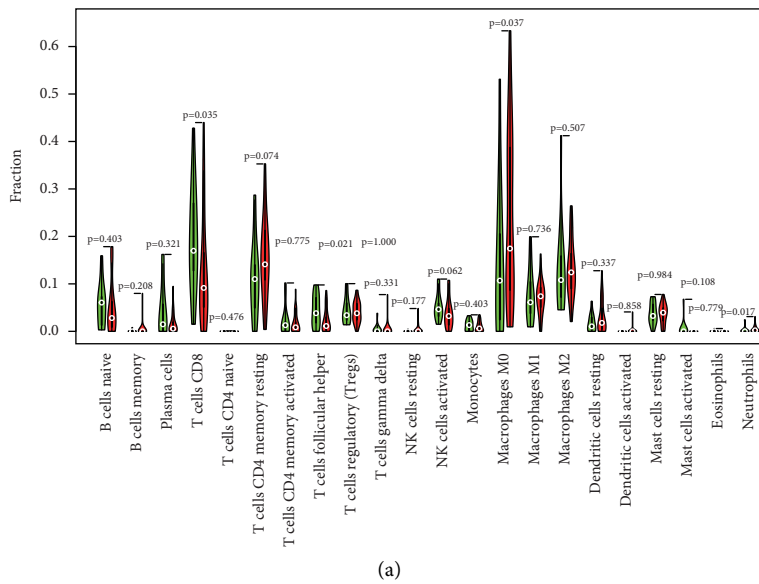 0.6
0.5
0.4
0.3
0.2
0.1
0.0
Fraction
p=0.403
p=0.208
p=0.321
p=0.035
p=0.476
p=0.074
p=0.775
p=0.021
p=1.000
p=0.331
p=0.177
p=0.062
p=0.403
p=0.037
p=0.736
p=0.507
p=0.337
p=0.858
p=0.984
p=0.108
p=0.779
p=0.017
B cells naive
B cells memory
Plasma cells
T cells CD8
T cells CD4 naive
T cells CD4 memory resting
T cells CD4 memory activated
T cells follicular helper
T cells regulatory (Tregs)
T cells gamma delta
NK cells resting
NK cells activated
Monocytes
Macrophages M0
Macrophages M1
Macrophages M2
Dendritic cells resting
Dendritic cells activated
Mast cells resting
Mast cells activated
Eosinophils
Neutrophils
(a)